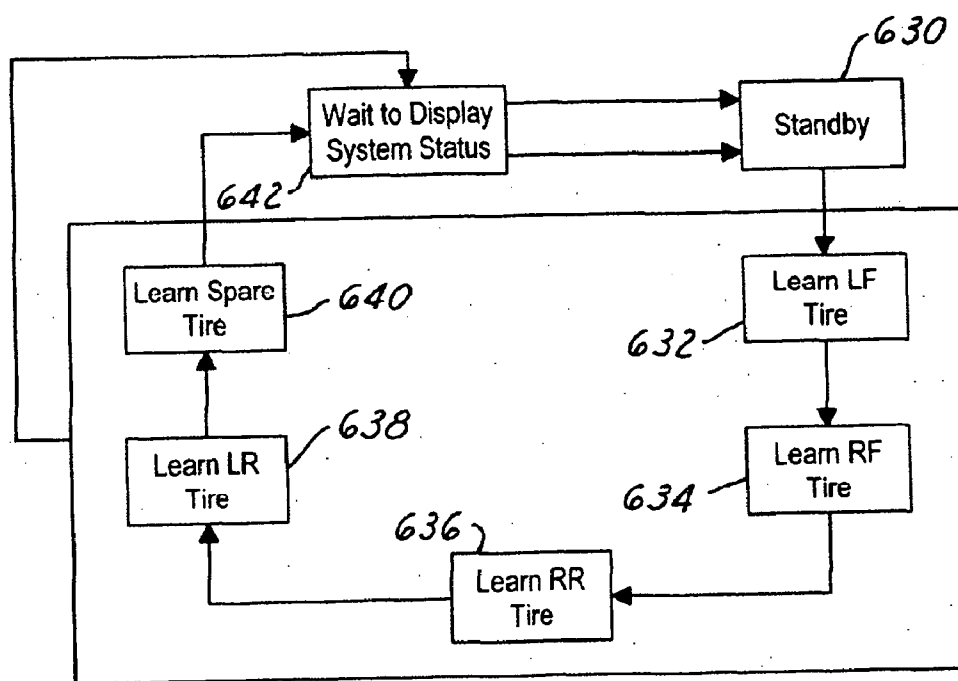 630
Wait to Display
System Status
Standby
642
Learn Spare
Tire
640
Learn LF
Tire
632
Learn LR
Tire
638
Learn RF
Tire
634
636
Learn RR
Tire